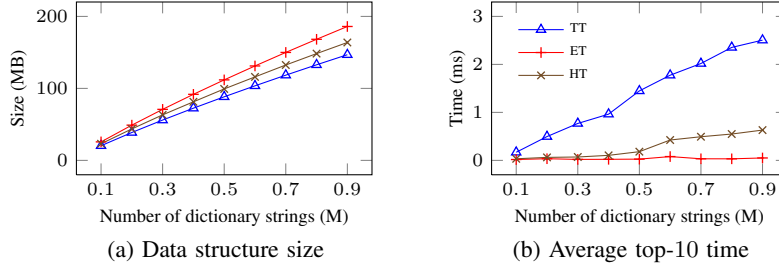 200
100
0
Size (MB)
0.1 0.3 0.5 0.7 0.9
Number of dictionary strings (M)
(a) Data structure size
3
2
1
0
Time (ms)
TT
ET
HT
0.1 0.3 0.5 0.7 0.9
Number of dictionary strings (M)
(b) Average top-10 time